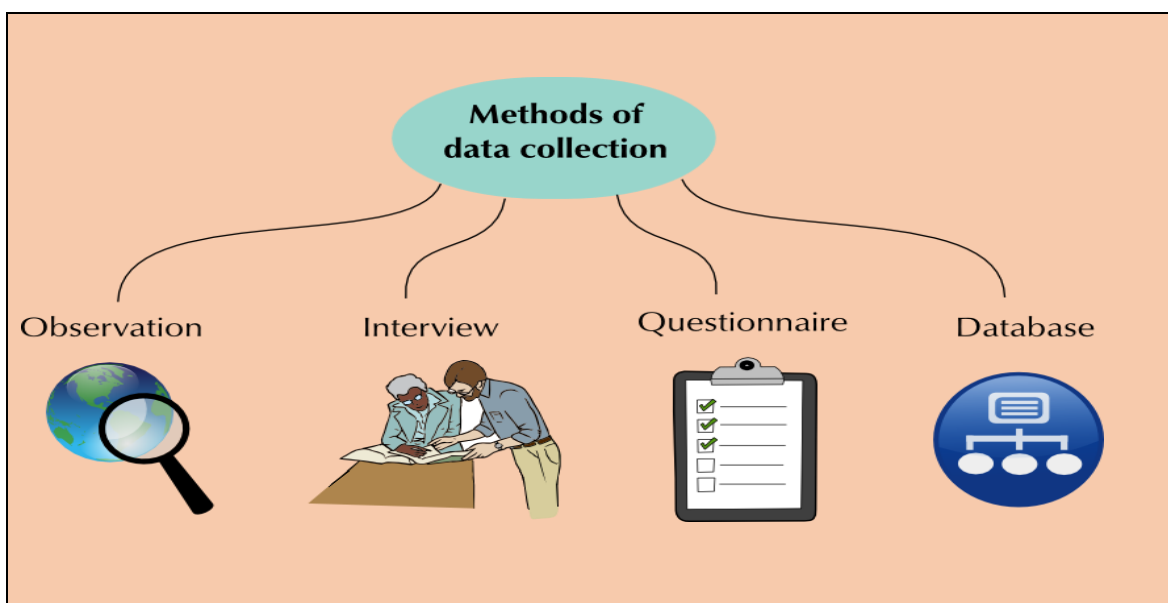 Methods of
data collection
Observation
Interview
Questionnaire
Database